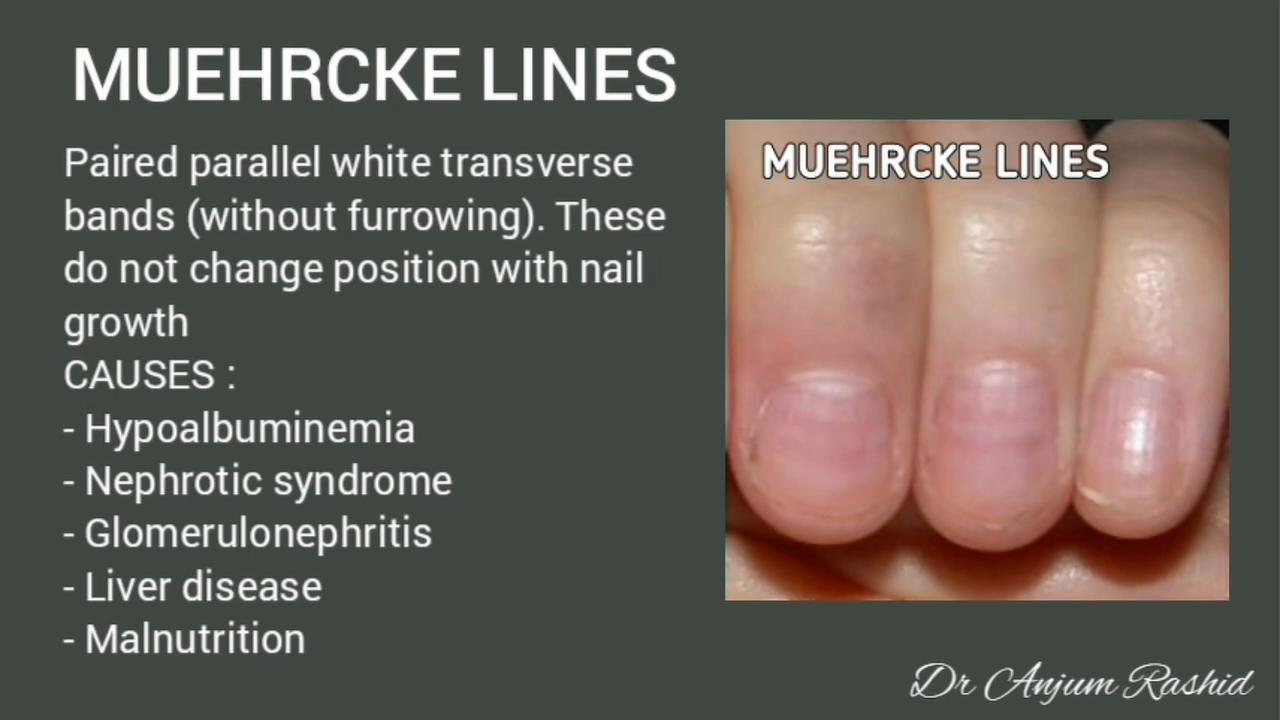 MUEHRCKE LINES
Paired parallel white transverse
bands (without furrowing). These
do not change position with nail
growth
CAUSES :
- Hypoalbuminemia
- Nephrotic syndrome
- Glomerulonephritis
- Liver disease
- Malnutrition
MUEHRCKE LINES
Dr Anjum Rashid